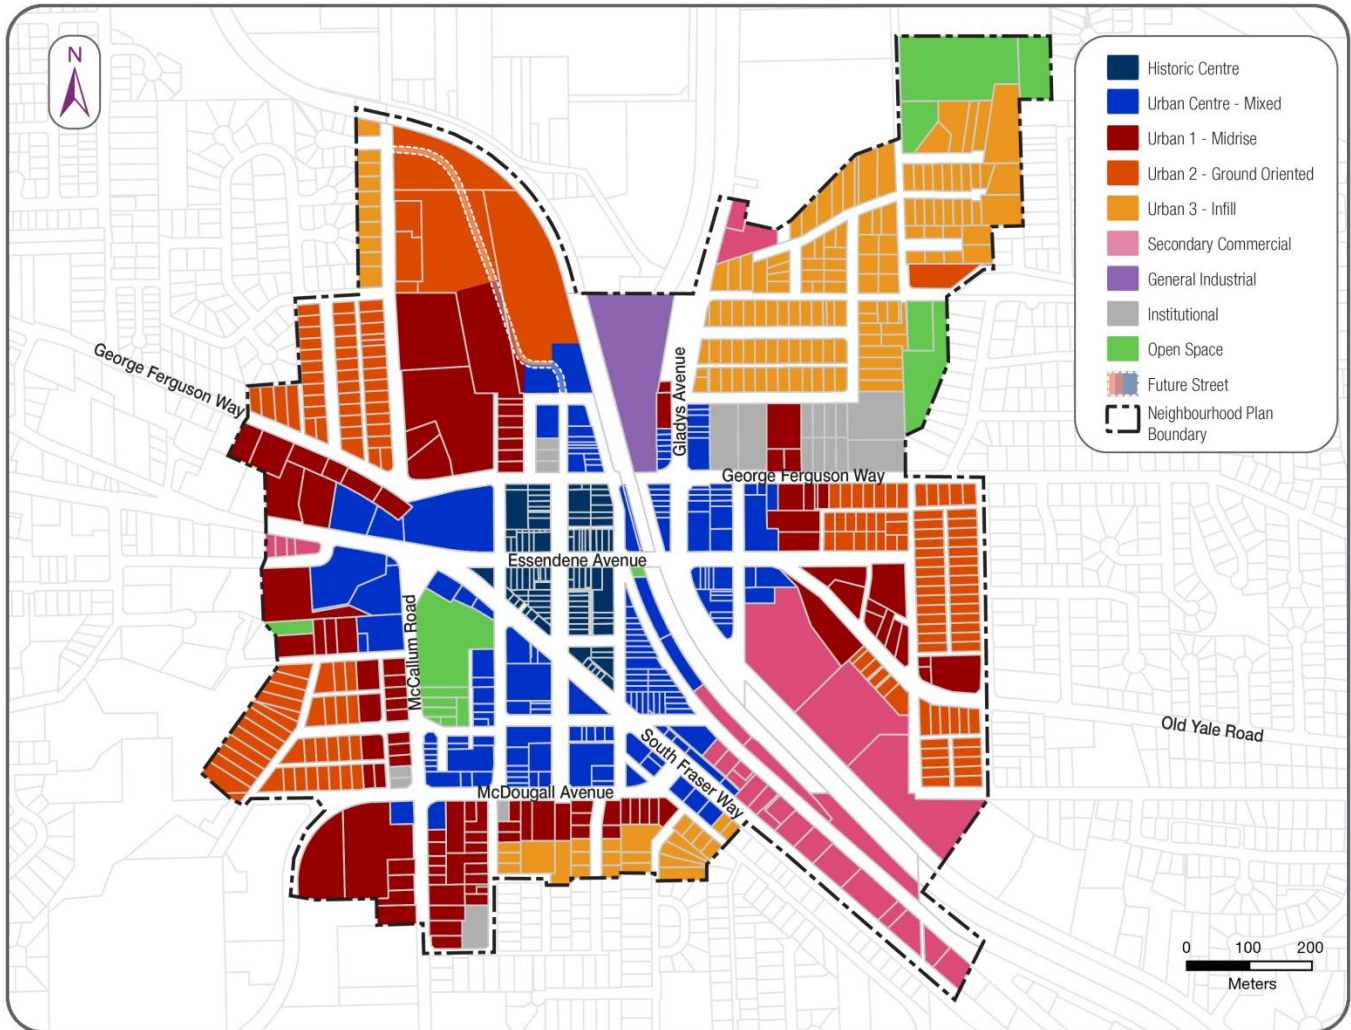 N
Historic Centre
Urban Centre - Mixed
Urban 1 - Midrise
Urban 2 - Ground Oriented
Urban 3 - Infill
Secondary Commercial
General Industrial
Institutional
Open Space
Future Street
Neighbourhood Plan
Boundary
George Ferguson Way
Gladys Avenue
George Ferguson Way
Essendene Avenue
McCallum Road
Old Yale Road
South Fraser Way
McDougall Avenue
0 100 200
Meters